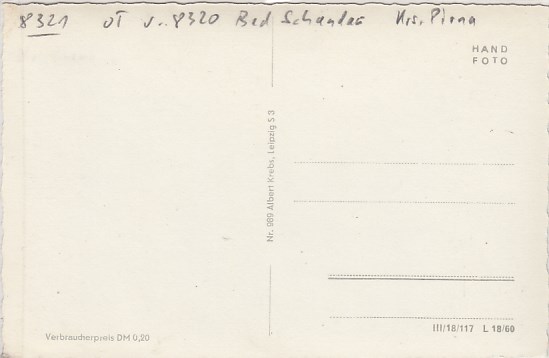 8321 OT v. 8320 Bad Schandau Krs. Pirna
HAND
FOTO
Nr. 989 Albert Krebs, Leipzig S 3
III/18/117 L 18/60
Verbraucherpreis DM 0,20